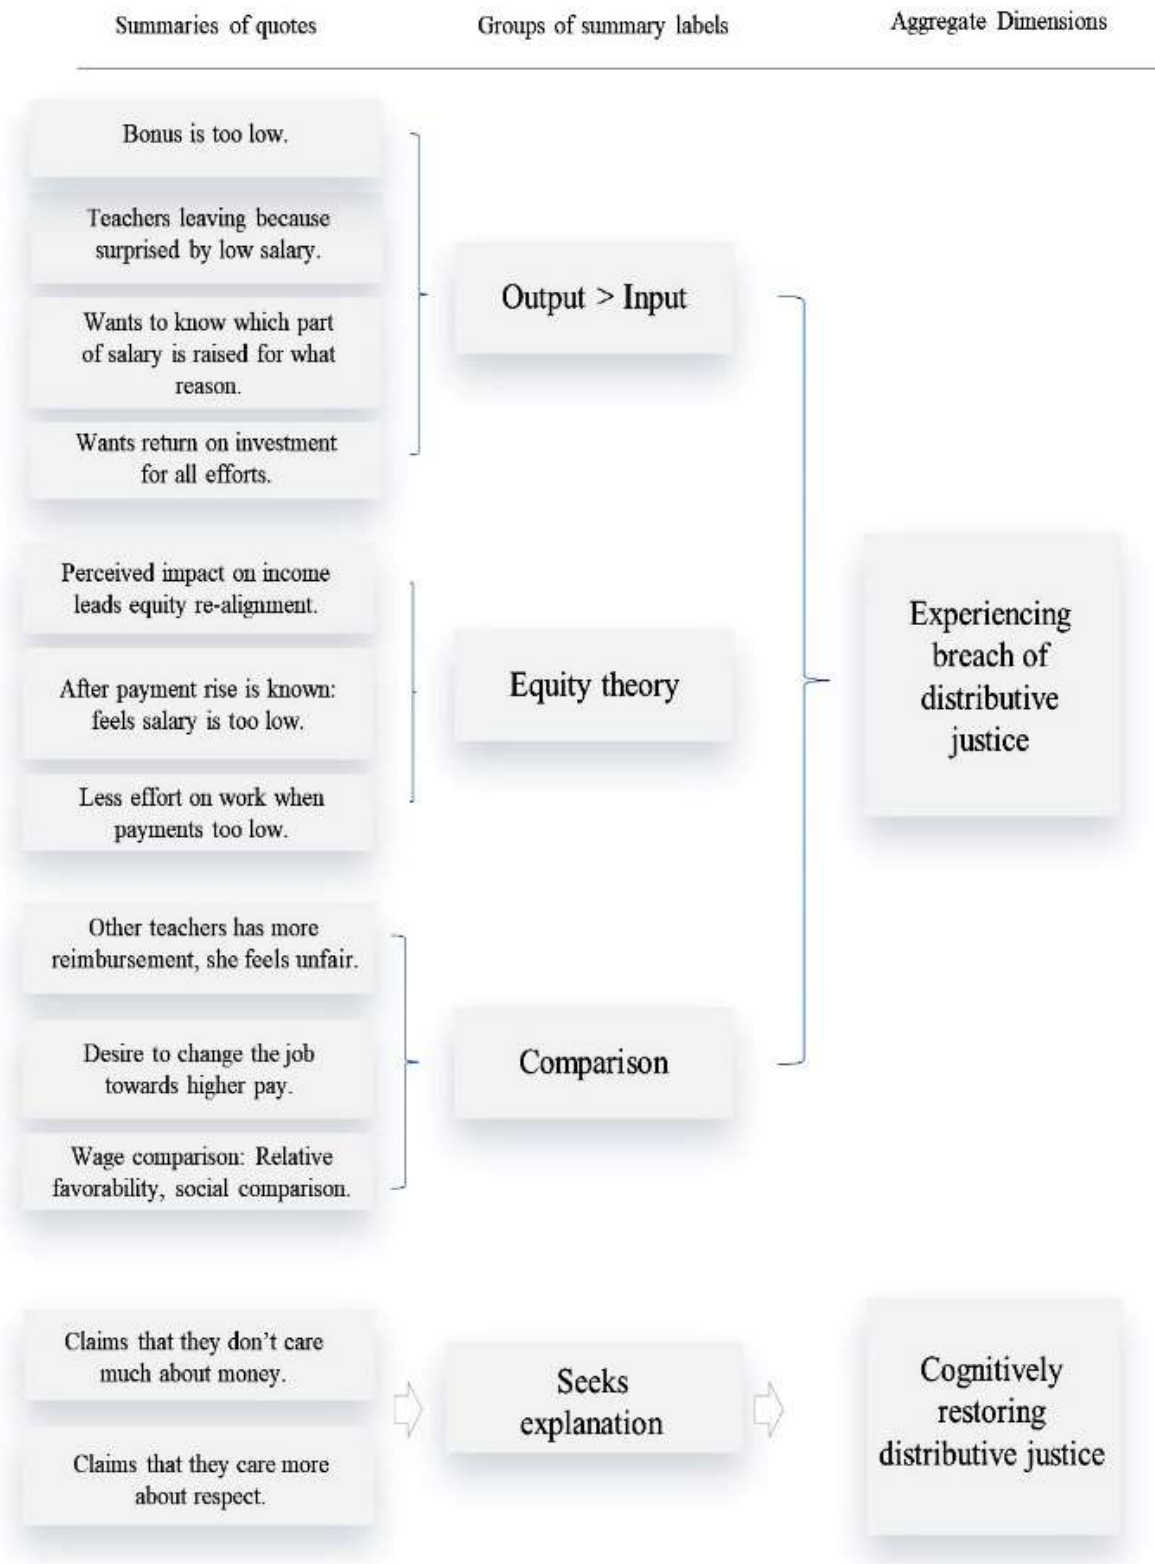 Summaries of quotes
Groups of summary labels
Aggregate Dimensions
Bonus is too low.
Teachers leaving because
surprised by low salary.
Wants to know which part
of salary is raised for what
reason.
Wants return on investment
for all efforts.
Output > Input
Perceived impact on income
leads equity re-alignment.
After payment rise is known:
feels salary is too low.
Less effort on work when
payments too low.
Equity theory
Other teachers has more
reimbursement, she feels unfair.
Desire to change the job
towards higher pay.
Wage comparison: Relative
favorability, social comparison.
Comparison
Experiencing
breach of
distributive
justice
Claims that they don’t care
much about money.
Claims that they care more
about respect.
Seeks
explanation
Cognitively
restoring
distributive justice